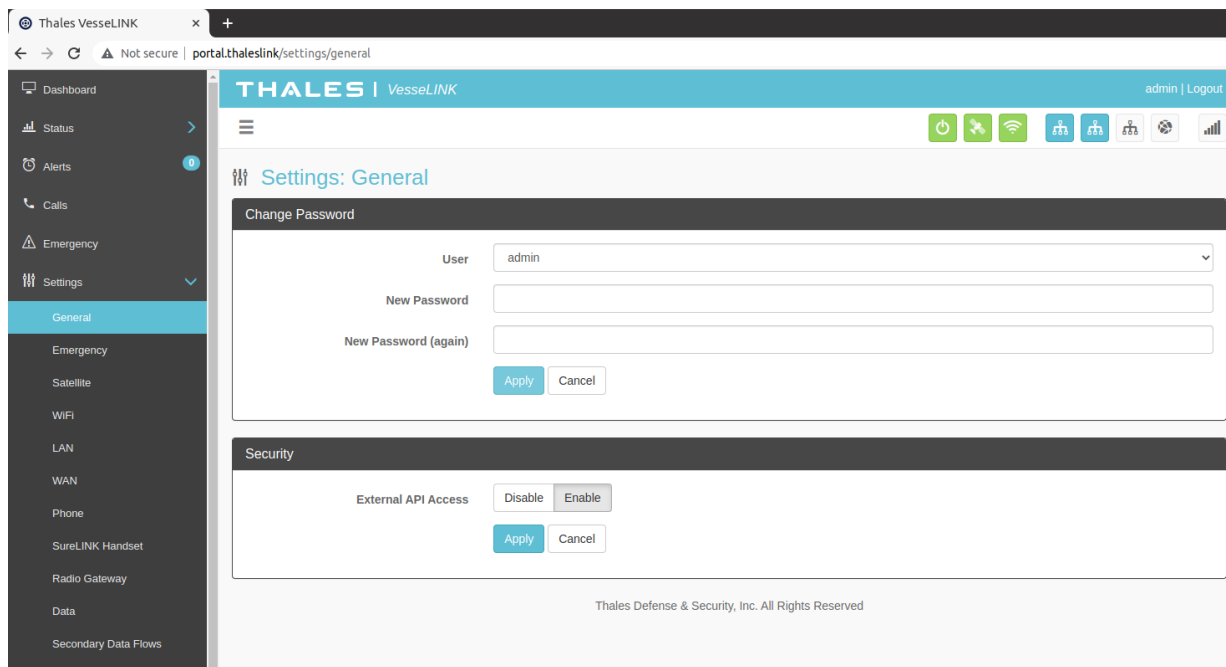 Thales VesseLINK
Not secure | portal.thaleslink/settings/general
Dashboard
Status
Alerts 0
Calls
Emergency
Settings
General
Emergency
Satellite
WiFi
LAN
WAN
Phone
SureLINK Handset
Radio Gateway
Data
Secondary Data Flows
THALES | VesseLINK
admin | Logout
Settings: General
Change Password
User admin
New Password
New Password (again)
Apply Cancel
Security
External API Access Disable Enable
Apply Cancel
Thales Defense & Security, Inc. All Rights Reserved